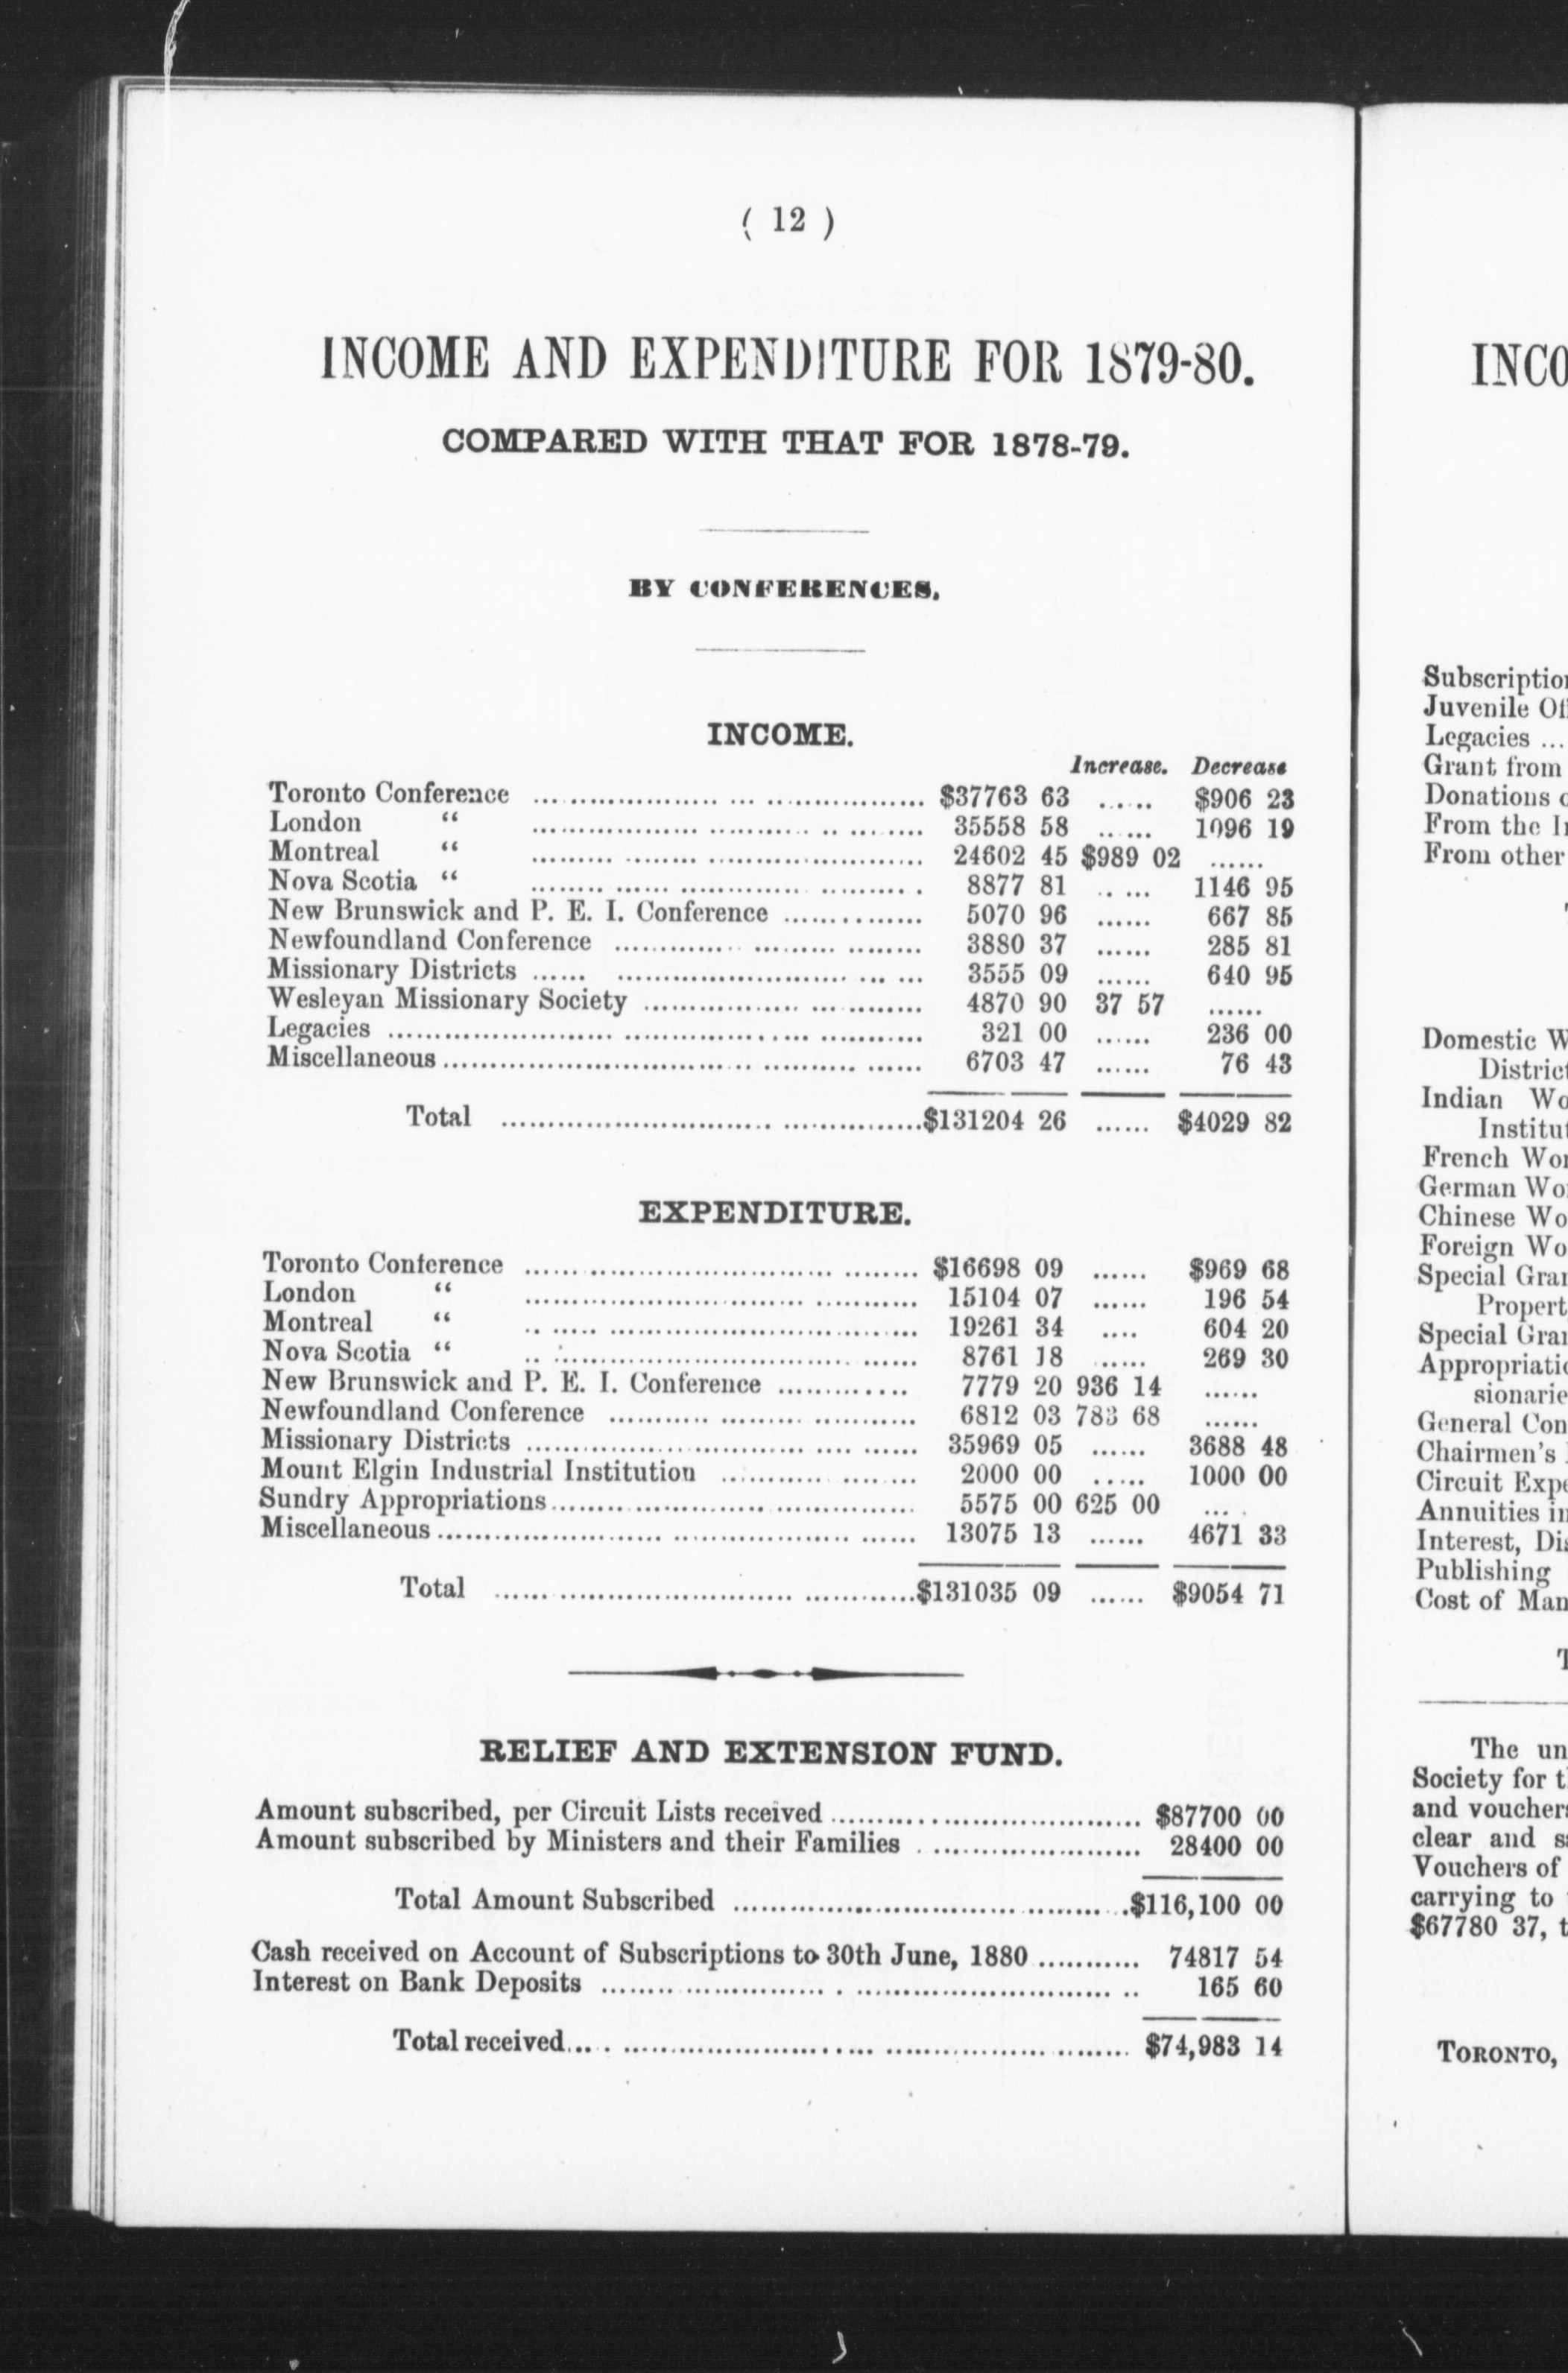 ( 12 )
INCOME AND EXPENDITURE FOR 1879-80.
COMPARED WITH THAT FOR 1878-79.
BY CONFERENCES.
INCOME.
Increase. Decrease
Toronto Conference ........ $37763 63 ...... $906 23
London “ ........ 35558 58 ...... 1096 19
Montreal “ ........ 24602 45 $989 02 ......
Nova Scotia “ ........ 8877 81 ...... 1146 95
New Brunswick and P. E. I. Conference ........ 5070 96 ...... 667 85
Newfoundland Conference ........ 3880 37 ...... 285 81
Missionary Districts ........ 3555 09 ...... 640 95
Wesleyan Missionary Society ........ 4870 90 37 57 ......
Legacies ........ 321 00 ...... 236 00
Miscellaneous ........ 6703 47 ...... 76 43
Total ........ $131204 26 ...... $4029 82
EXPENDITURE.
Toronto Conference ........ $16698 09 ...... $969 68
London “ ........ 15104 07 ...... 196 54
Montreal “ ........ 19261 34 .... 604 20
Nova Scotia “ ........ 8761 18 ...... 269 30
New Brunswick and P. E. I. Conference ........ 7779 20 936 14 ......
Newfoundland Conference ........ 6812 03 783 68 ......
Missionary Districts ........ 35969 05 ...... 3688 48
Mount Elgin Industrial Institution ........ 2000 00 ..... 1000 00
Sundry Appropriations ........ 5575 00 625 00 ....
Miscellaneous ........ 13075 13 ...... 4671 33
Total ........ $131035 09 ...... $9054 71
RELIEF AND EXTENSION FUND.
Amount subscribed, per Circuit Lists received ........ $87700 00
Amount subscribed by Ministers and their Families ........ 28400 00
Total Amount Subscribed ........ $116,100 00
Cash received on Account of Subscriptions to 30th June, 1880 ........ 74817 54
Interest on Bank Deposits ........ 165 60
Total received ........ $74,983 14
INCO
Subscription
Juvenile
Legacies ...
Grant from
Donations
From the
From other
Domestic W
District
Indian Wo
Institut
French Wor
German Wo
Chinese Wo
Foreign Wo
Special Gran
Propert
Special Gran
Appropriatio
sionarie
General Con
Chairmen's
Circuit Expe
Annuities in
Interest, Dis
Publishing
Cost of Man
The un
Society for t
and vouchers
clear and s
Vouchers of
carrying to
$67780 37, t
TORONTO,